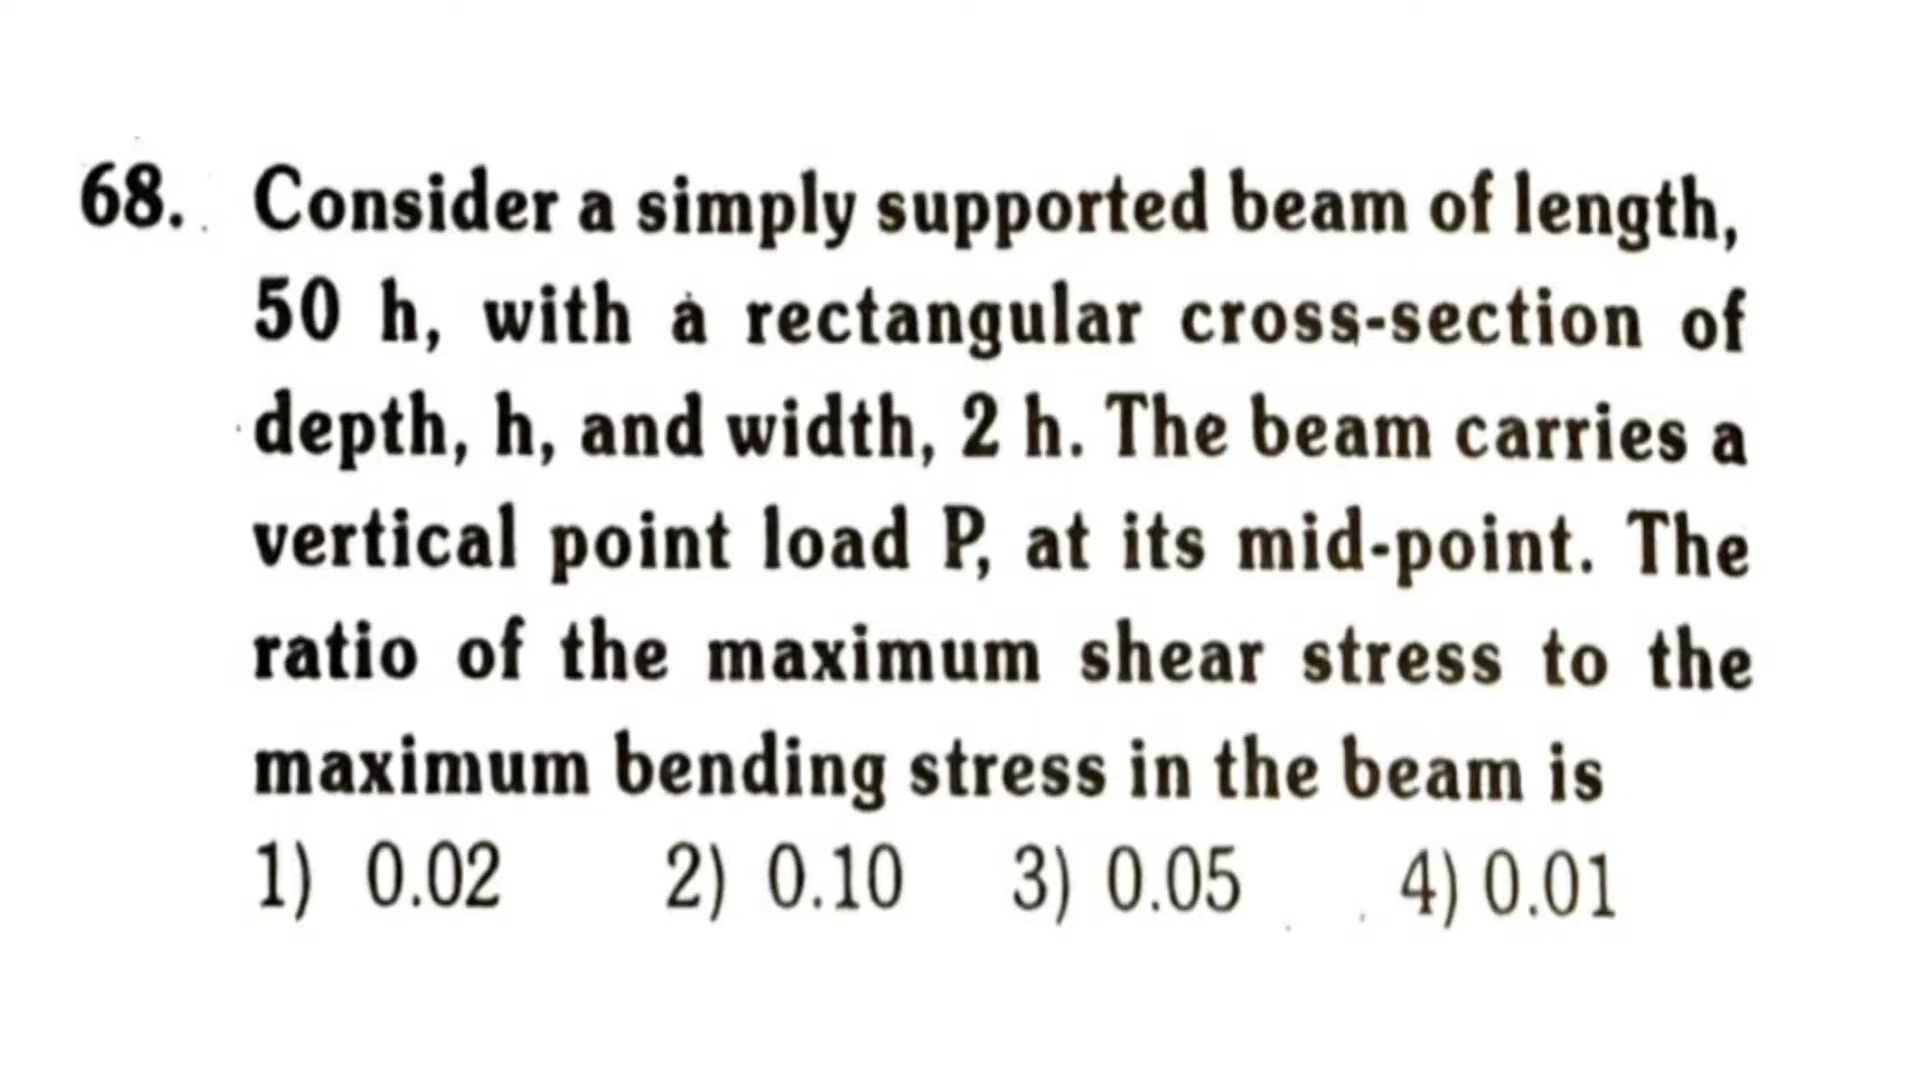 68. Consider a simply supported beam of length,
50 h, with a rectangular cross-section of
depth, h, and width, 2 h. The beam carries a
vertical point load P, at its mid-point. The
ratio of the maximum shear stress to the
maximum bending stress in the beam is
1) 0.02 2) 0.10 3) 0.05 4) 0.01